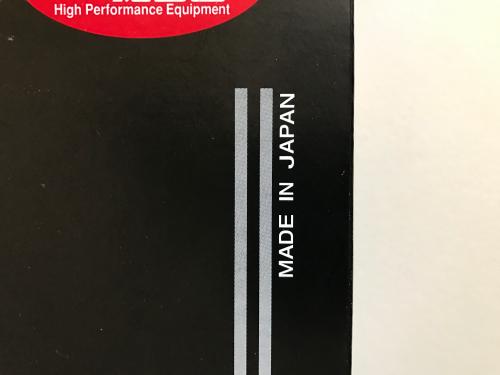 High Performance Equipment
MADE IN JAPAN